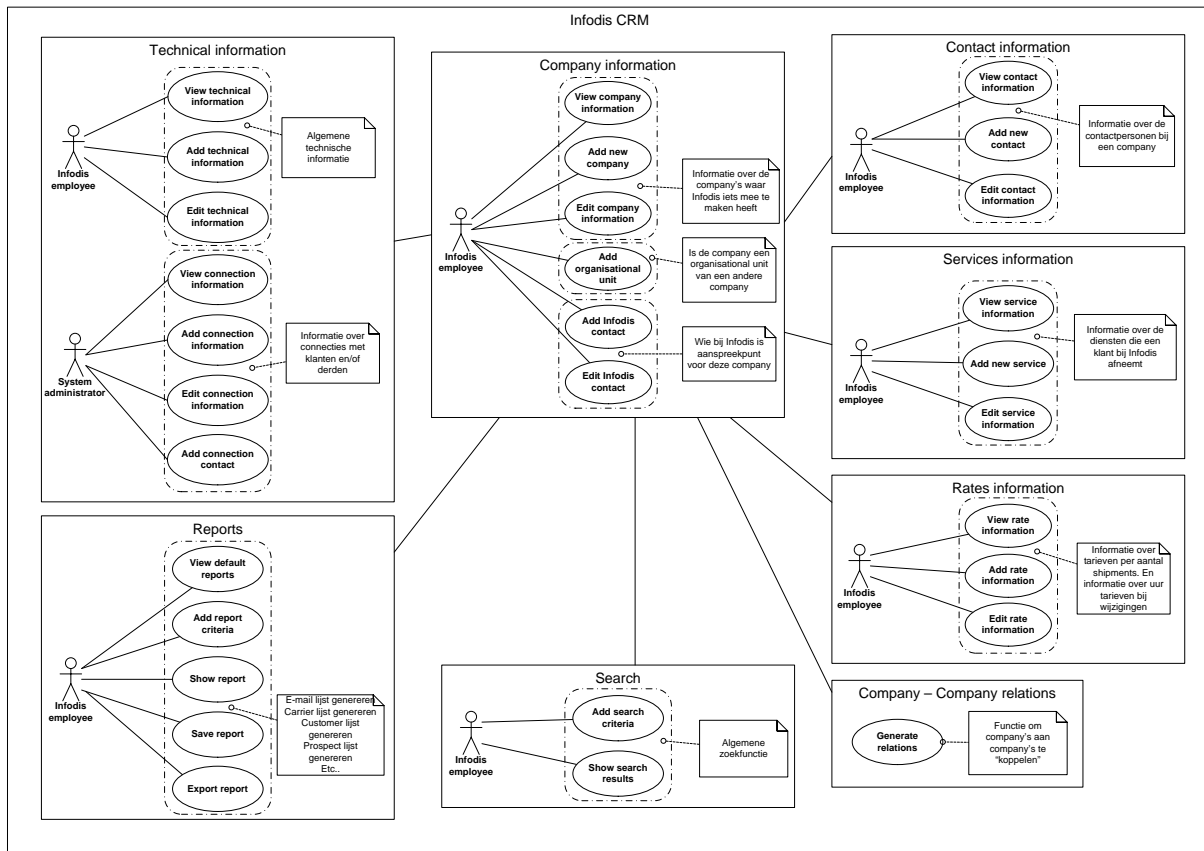 Infodis CRM
Technical information
View technical
information
Add technical
information
Edit technical
information
Infodis
employee
Algemene
technische
informatie
View connection
information
Add connection
information
Edit connection
information
Add connection
contact
System
administrator
Informatie over
connecties met
klanten en/of
derden
Company information
View company
information
Add new
company
Edit company
information
Add
organisational
unit
Add Infodis
contact
Edit Infodis
contact
Infodis
employee
Informatie over de
company's waar
Infodis iets mee te
maken heeft
Is de company een
organisational unit
van een andere
company
Wie bij Infodis is
aanspreekpunt
voor deze company
Contact information
View contact
information
Add new
contact
Edit contact
information
Infodis
employee
Informatie over de
contactpersonen bij
een company
Services information
View service
information
Add new service
Edit service
information
Infodis
employee
Informatie over de
diensten die een
klant bij Infodis
afneemt
Rates information
View rate
information
Add rate
information
Edit rate
information
Infodis
employee
Informatie over
tarieven per aantal
shipments. En
informatie over uur
tarieven bij
wijzigingen
Reports
View default
reports
Add report
criteria
Show report
Save report
Export report
Infodis
employee
E-mail lijst genereren
Carrier lijst genereren
Customer lijst
genereren
Prospect lijst
genereren
Etc..
Search
Add search
criteria
Show search
results
Infodis
employee
Algemene
zoekfunctie
Company – Company relations
Generate
relations
Functie om
company's aan
company's te
"koppelen"